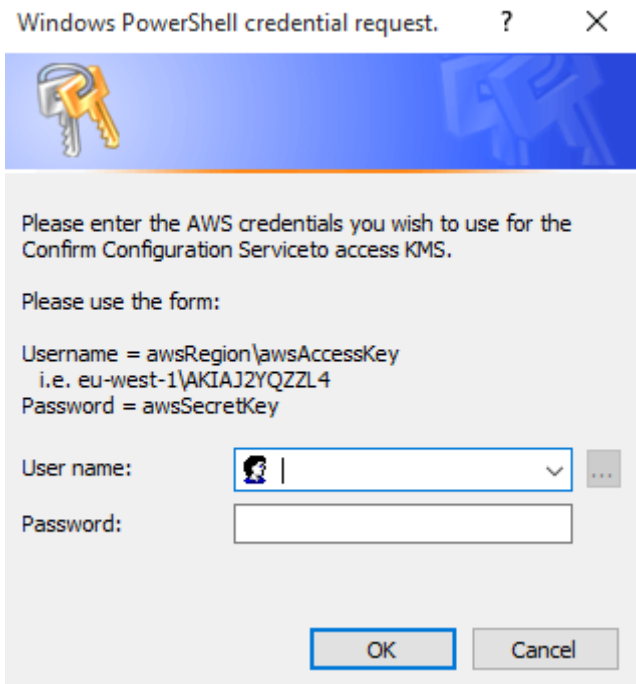 Windows PowerShell credential request.
?
Please enter the AWS credentials you wish to use for the
Confirm Configuration Serviceto access KMS.
Please use the form:
Username = awsRegion\awsAccessKey
i.e. eu-west-1\AKIAJ2YQZZL4
Password = awsSecretKey
User name:
...
Password:
OK
Cancel